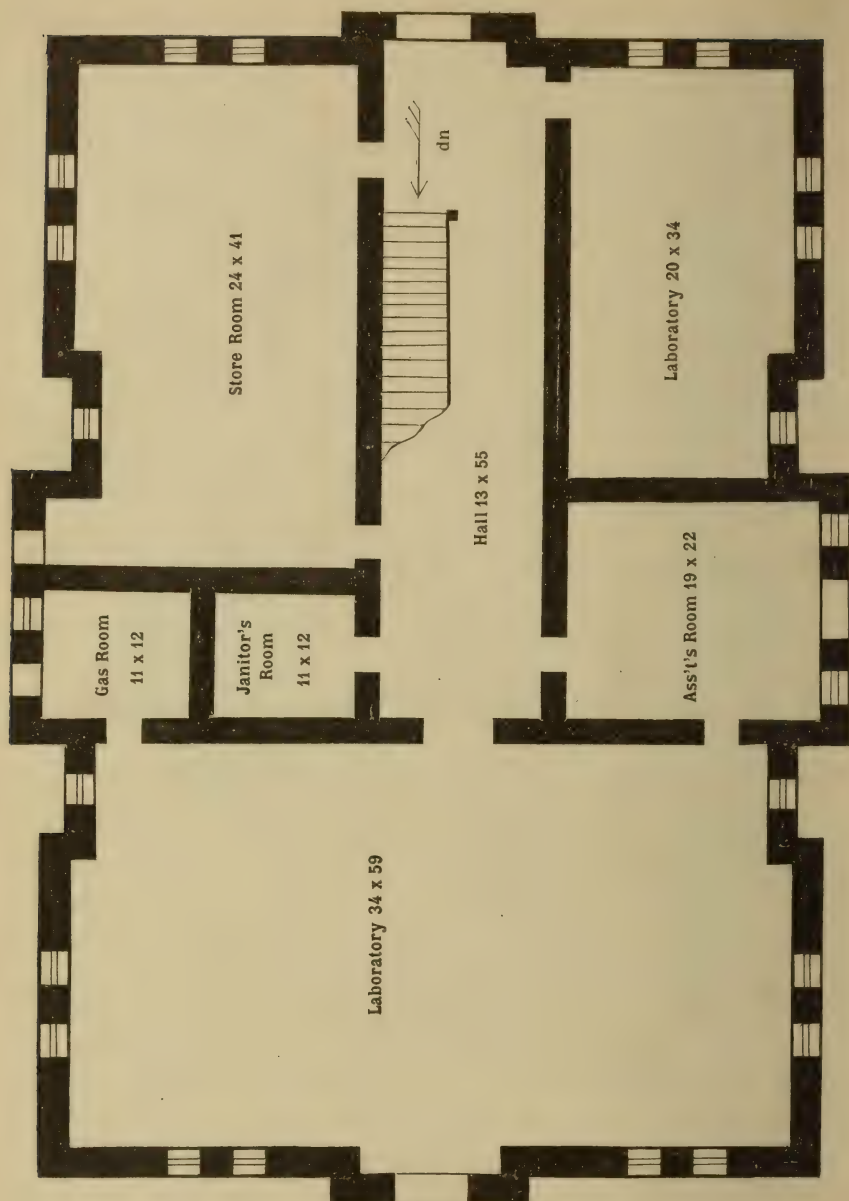 Store Room 24 x 41
dn
Hall 13 x 55
Laboratory 20 x 34
Gas Room
11 x 12
Janitor's
Room
11 x 12
Ass't's Room 19 x 22
Laboratory 34 x 59